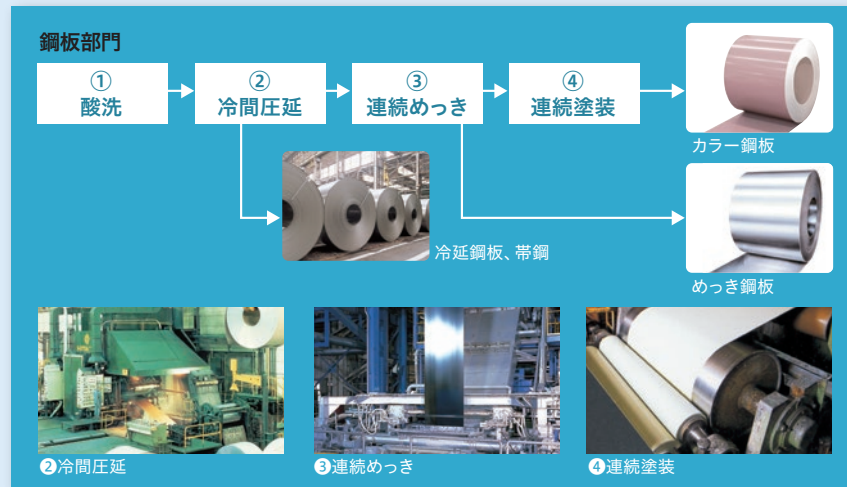 鋼板部門
①
酸洗
②
冷間圧延
③
連続めっき
④
連続塗装
カラー鋼板
冷延鋼板、帯鋼
めっき鋼板
❷冷間圧延
❸連続めっき
❹連続塗装